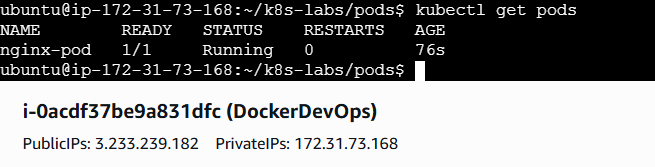 ubuntu@ip-172-31-73-168:~/k8s-labs/pods$ kubectl get pods
NAME READY STATUS RESTARTS AGE
nginx-pod 1/1 Running 0 76s
ubuntu@ip-172-31-73-168:~/k8s-labs/pods$
i-0acdf37be9a831dfc (DockerDevOps)
PublicIPs: 3.233.239.182 PrivateIPs: 172.31.73.168